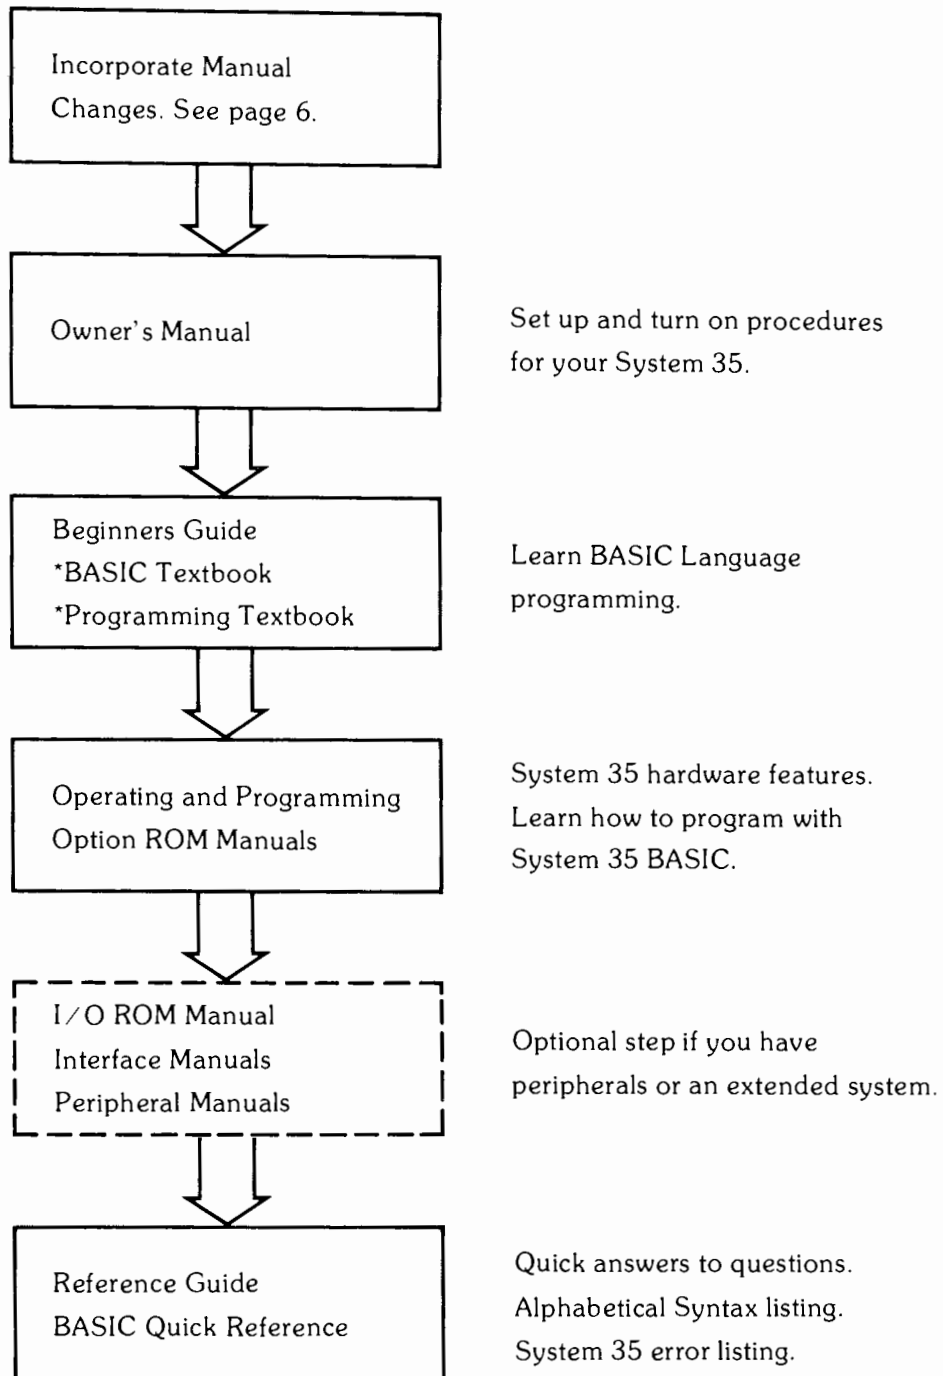 Incorporate Manual
Changes. See page 6.
Owner's Manual
Set up and turn on procedures
for your System 35.
Beginners Guide
*BASIC Textbook
*Programming Textbook
Learn BASIC Language
programming.
Operating and Programming
Option ROM Manuals
System 35 hardware features.
Learn how to program with
System 35 BASIC.
I/O ROM Manual
Interface Manuals
Peripheral Manuals
Optional step if you have
peripherals or an extended system.
Reference Guide
BASIC Quick Reference
Quick answers to questions.
Alphabetical Syntax listing.
System 35 error listing.